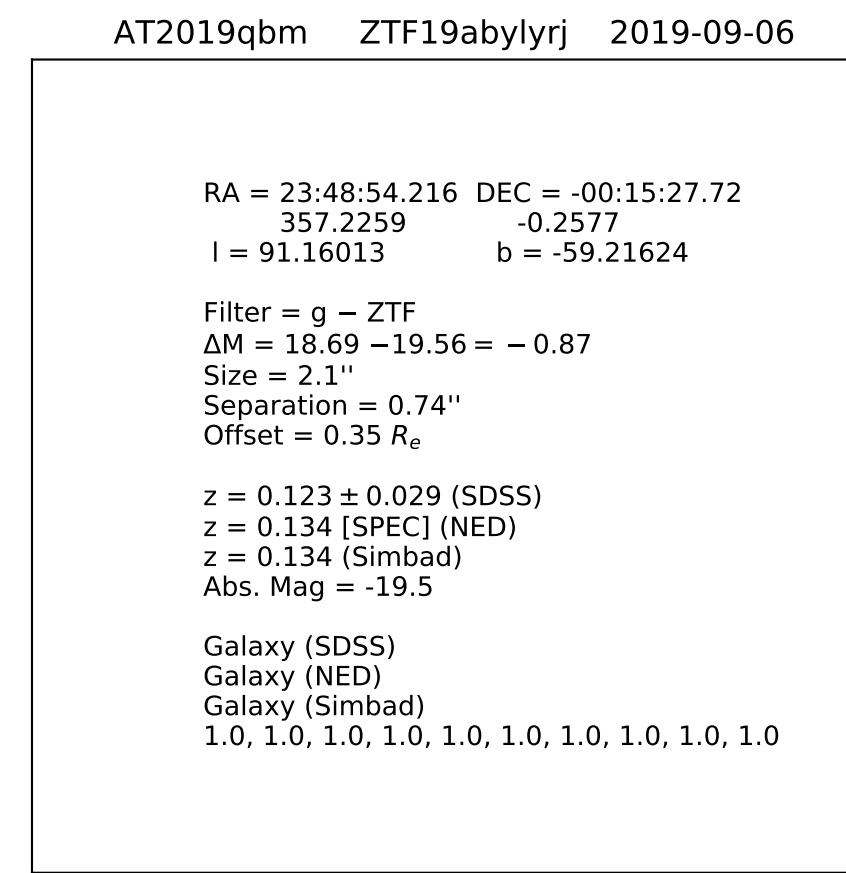 AT2019qbm ZTF19abylyrj 2019-09-06
RA = 23:48:54.216 DEC = -00:15:27.72
357.2259 -0.2577
l = 91.16013 b = -59.21624
Filter = g − ZTF
ΔM = 18.69 −19.56 = − 0.87
Size = 2.1''
Separation = 0.74''
Offset = 0.35 Re
z = 0.123 ± 0.029 (SDSS)
z = 0.134 [SPEC] (NED)
z = 0.134 (Simbad)
Abs. Mag = -19.5
Galaxy (SDSS)
Galaxy (NED)
Galaxy (Simbad)
1.0, 1.0, 1.0, 1.0, 1.0, 1.0, 1.0, 1.0, 1.0, 1.0